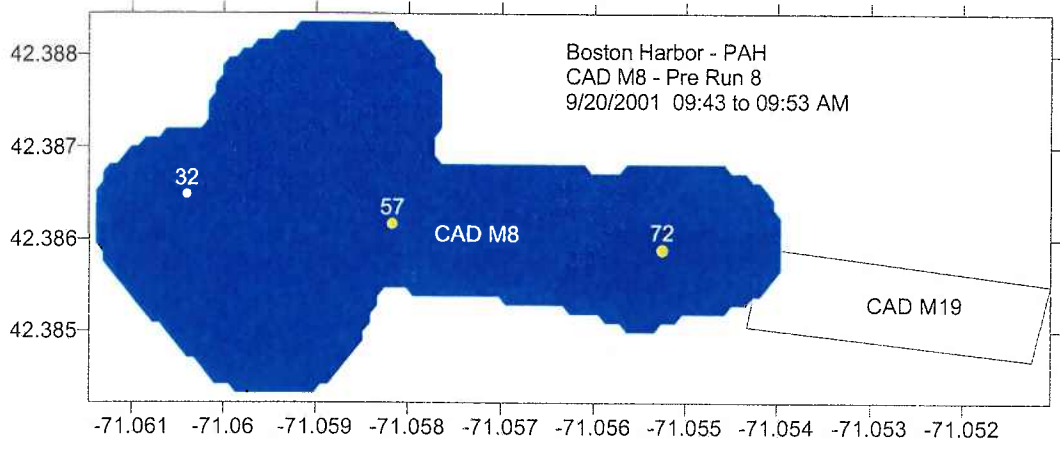 42.388
Boston Harbor - PAH
CAD M8 - Pre Run 8
9/20/2001 09:43 to 09:53 AM
42.387
32
57
42.386
CAD M8
72
42.385
CAD M19
-71.061 -71.06 -71.059 -71.058 -71.057 -71.056 -71.055 -71.054 -71.053 -71.052